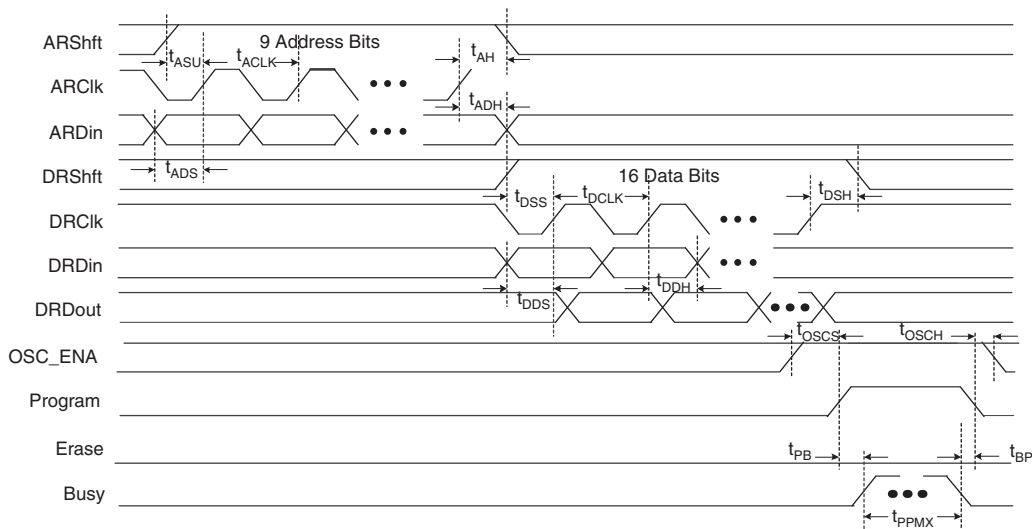 ARShft
9 Address Bits
tASU
tACLK
tAH
ARClk
tADH
ARDin
tADS
DRShft
16 Data Bits
tDSS
tDCLK
tDSH
DRClk
DRDin
tDDS
tDDH
DRDout
tOSCS
tOSCH
OSC_ENA
Program
Erase
tPB
tBP
Busy
tPPMX